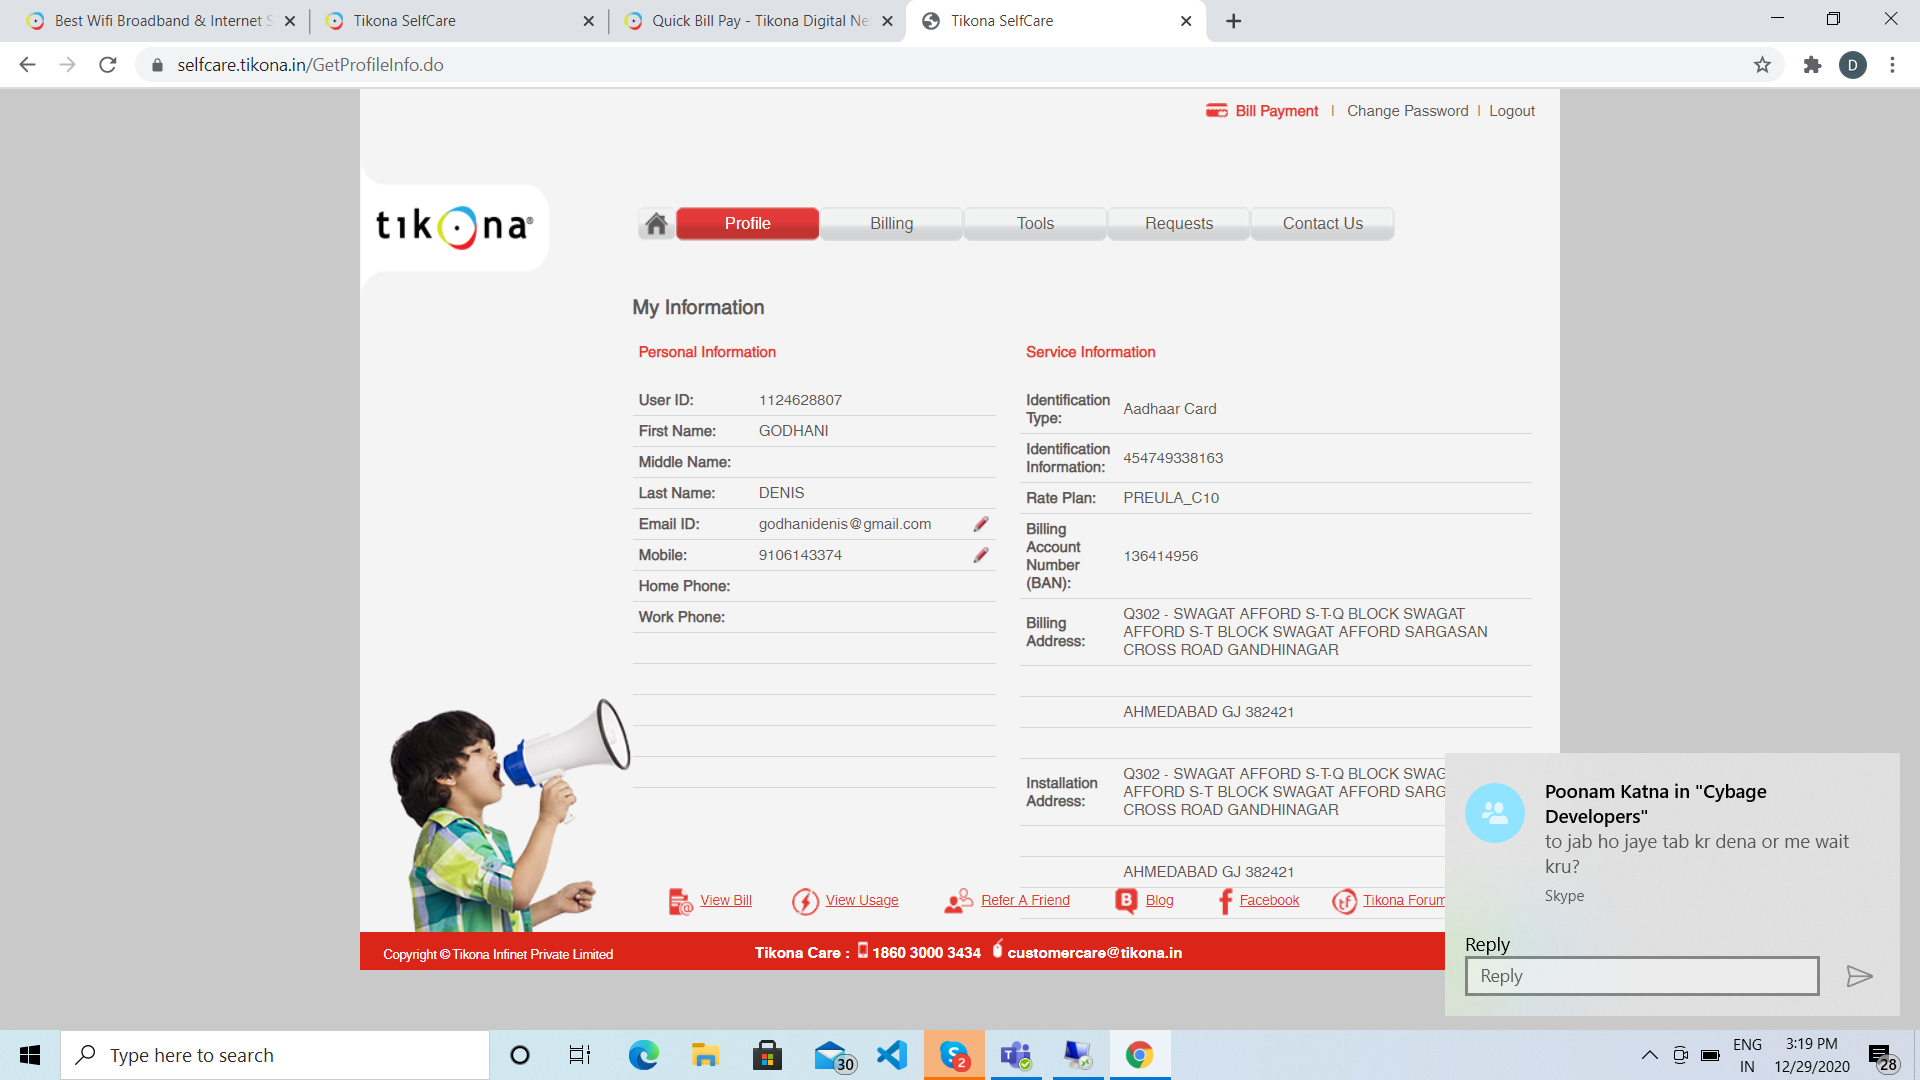 Best Wifi Broadband & Internet S
Tikona SelfCare
Quick Bill Pay - Tikona Digital Ne
Tikona SelfCare
selfcare.tikona.in/GetProfileInfo.do
D
Bill Payment | Change Password | Logout
tikona®
Profile
Billing
Tools
Requests
Contact Us
My Information
Personal Information
User ID: 1124628807
First Name: GODHANI
Middle Name:
Last Name: DENIS
Email ID: godhanidenis@gmail.com
Mobile: 9106143374
Home Phone:
Work Phone:
Service Information
Identification
Type:
Aadhaar Card
Identification
Information:
454749338163
Rate Plan: PREULA_C10
Billing
Account
Number
(BAN):
136414956
Billing
Address:
Q302 - SWAGAT AFFORD S-T-Q BLOCK SWAGAT
AFFORD S-T BLOCK SWAGAT AFFORD SARGASAN
CROSS ROAD GANDHINAGAR
AHMEDABAD GJ 382421
Installation
Address:
Q302 - SWAGAT AFFORD S-T-Q BLOCK SWAG
AFFORD S-T BLOCK SWAGAT AFFORD SARG
CROSS ROAD GANDHINAGAR
AHMEDABAD GJ 382421
View Bill
View Usage
Refer A Friend
Blog
Facebook
Tikona Forum
Copyright © Tikona Infinet Private Limited
Tikona Care : 1860 3000 3434 customercare@tikona.in
Poonam Katna in "Cybage
Developers"
to jab ho jaye tab kr dena or me wait
kru?
Skype
Reply
Reply
Type here to search
30
2
ENG
IN
3:19 PM
12/29/2020
28